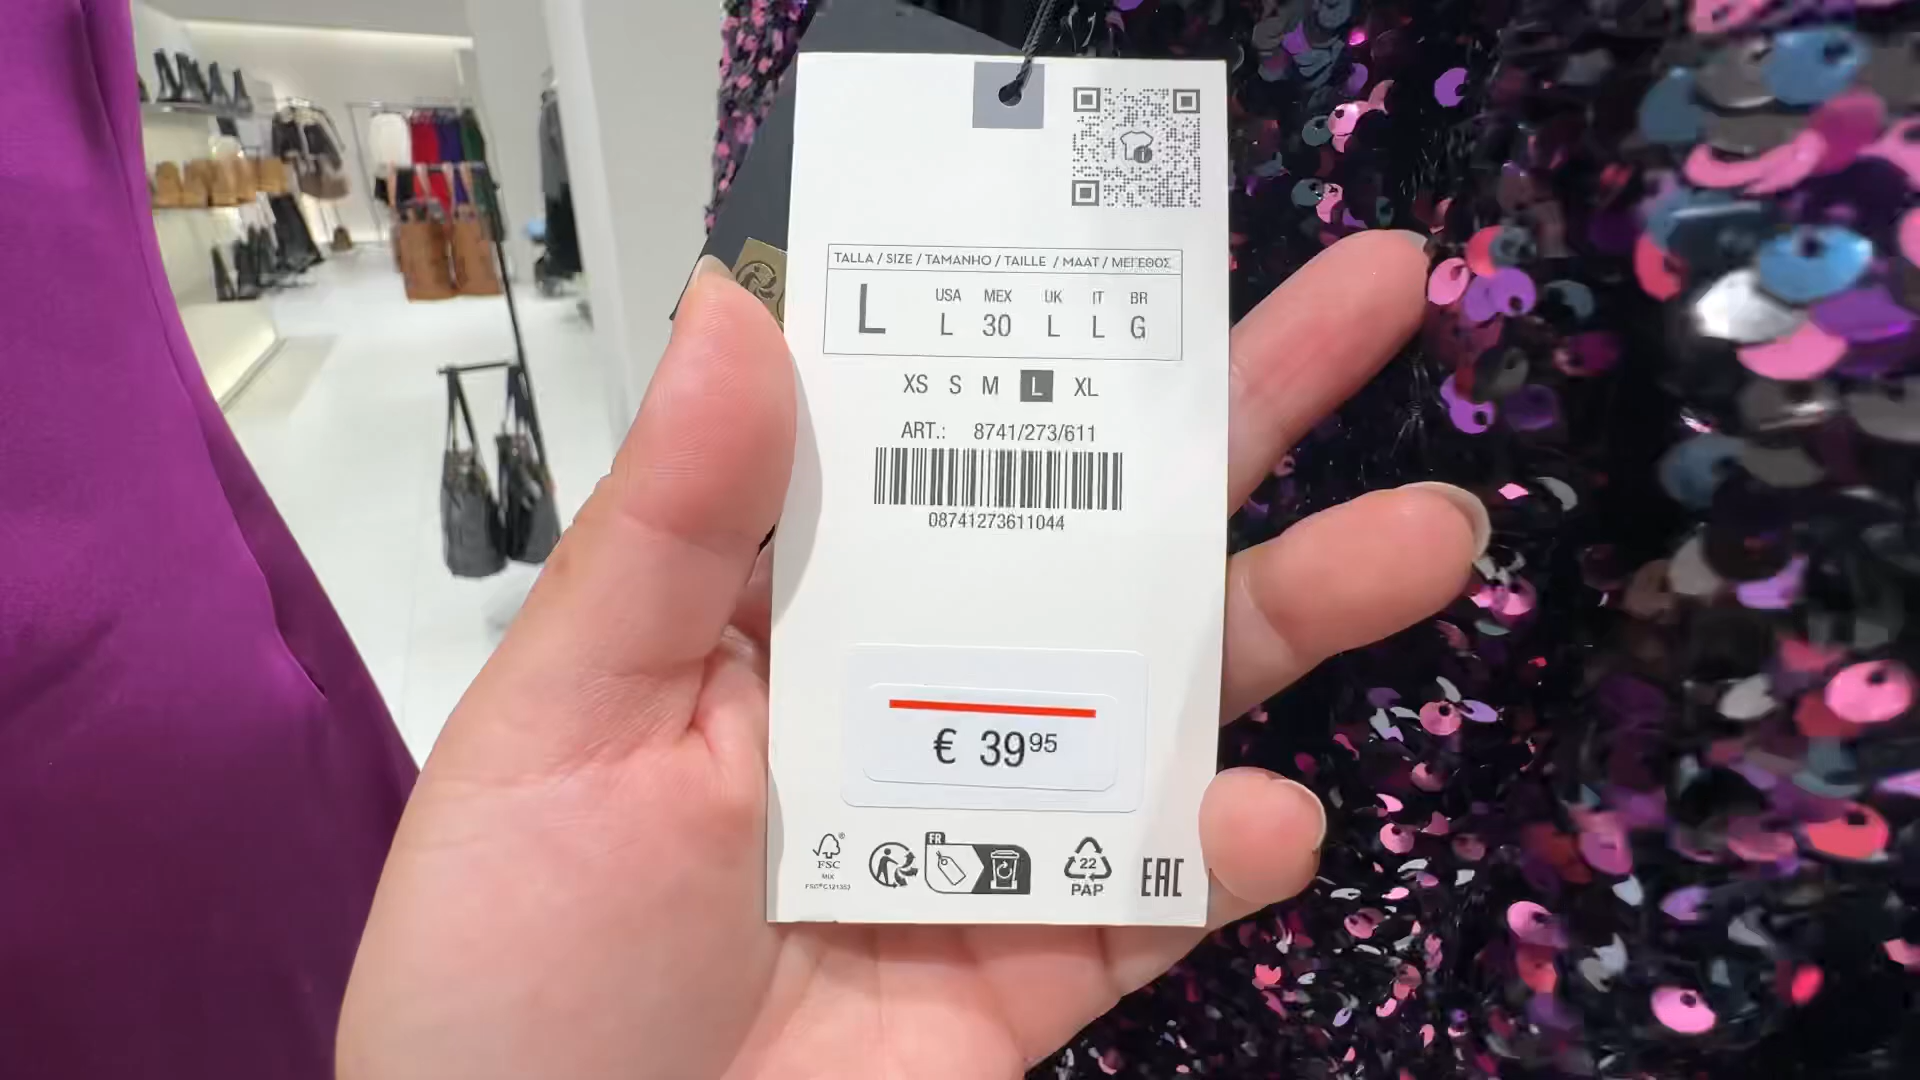 TALLA / SIZE / TAMANHO / TAILLE / MAAT / ΜΕΓΕΘΟΣ
USA MEX UK IT BR
L L 30 L L G
XS S M L XL
ART.: 8741/273/611
08741273611044
€ 39 95
FR
FSC
MIX
22
PAP
EAC